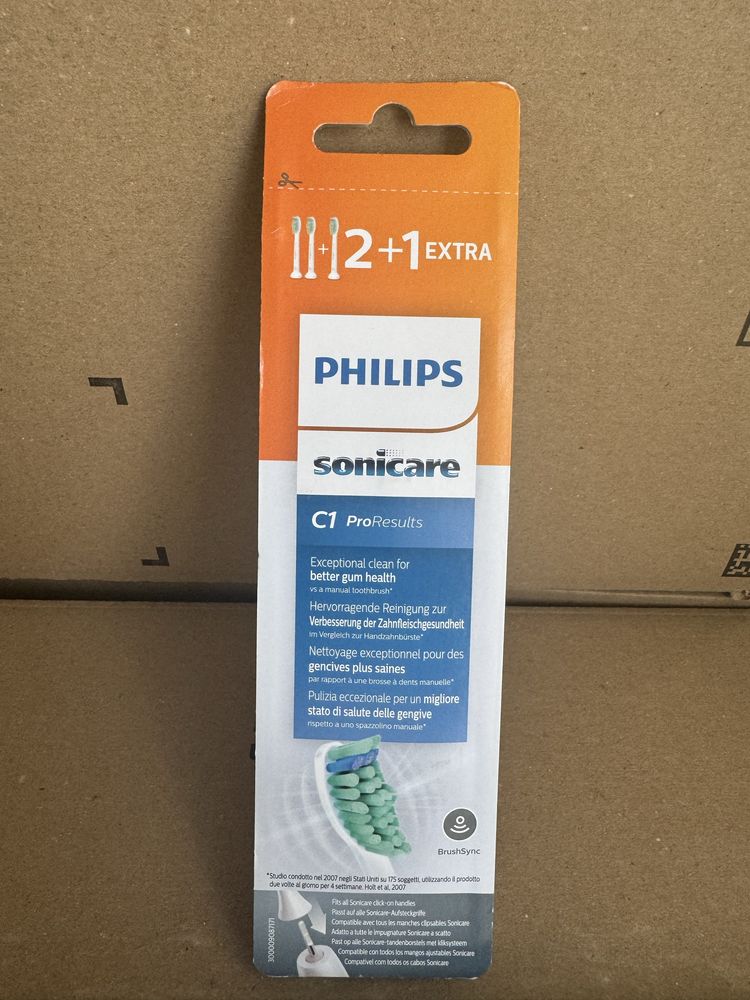 2+1 EXTRA
PHILIPS
sonicare
C1 ProResults
Exceptional clean for
better gum health
vs a manual toothbrush*
Hervorragende Reinigung zur
Verbesserung der Zahnfleischgesundheit
im Vergleich zur Handzahnbürste*
Nettoyage exceptionnel pour des
gencives plus saines
par rapport à une brosse à dents manuelle*
Pulizia eccezionale per un migliore
stato di salute delle gengive
rispetto a uno spazzolino manuale*
BrushSync
*Studio condotto nel 2007 negli Stati Uniti su 175 soggetti, utilizzando il prodotto
due volte al giorno per 4 settimane. Holt et al, 2007
Fits all Sonicare click-on handles
Passt auf alle Sonicare-Aufsteckgriffe
Compatible avec tous les manches clipsables Sonicare
Adatto a tutte le impugnature Sonicare a scatto
Past op alle Sonicare-tandenborstels met kliksysteem
Compatible con todos los mangos ajustables Sonicare
Compatível com todos os cabos Sonicare
300009087171